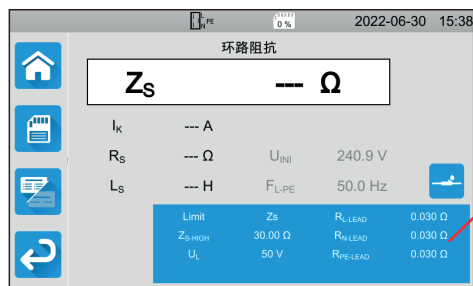 L N PE 0 % 2022-06-30 15:38
环路阻抗
ZS --- Ω
IK --- A
RS --- Ω UINI 240.9 V
LS --- H FL-PE 50.0 Hz
Limit Zs RL-LEAD 0.030 Ω
ZS-HIGH 30.00 Ω RN-LEAD 0.030 Ω
UL 50 V RPE-LEAD 0.030 Ω